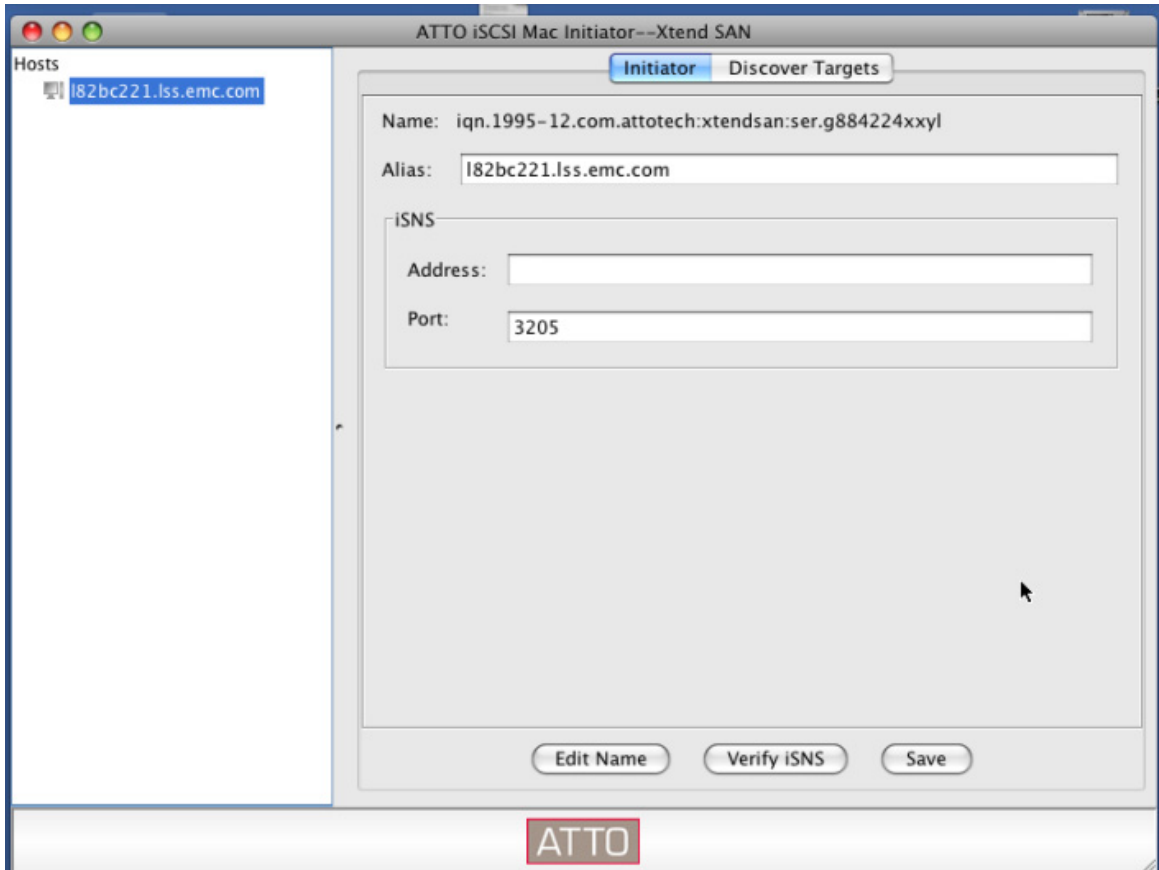 ATTO iSCSI Mac Initiator--Xtend SAN
Hosts
l82bc221.lss.emc.com
Initiator Discover Targets
Name: iqn.1995-12.com.attotech:xtendsan:ser.g884224xxyl
Alias: l82bc221.lss.emc.com
iSNS
Address:
Port: 3205
Edit Name Verify iSNS Save
ATTO